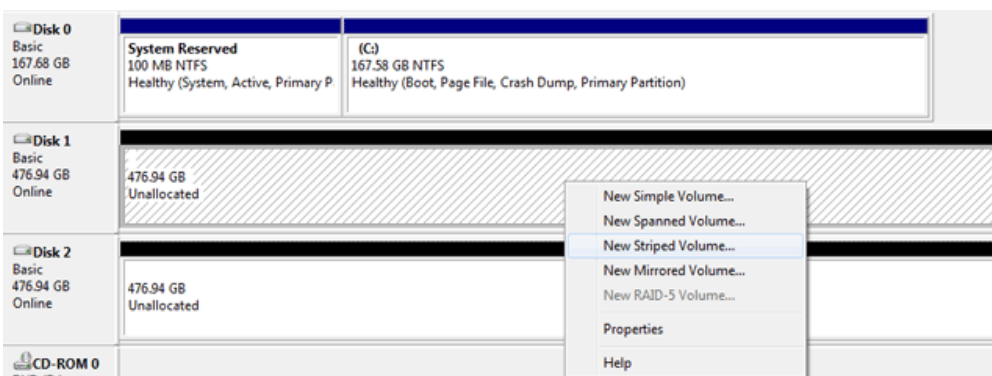 Disk 0
Basic
167.68 GB
Online
System Reserved
100 MB NTFS
Healthy (System, Active, Primary P
(C:)
167.58 GB NTFS
Healthy (Boot, Page File, Crash Dump, Primary Partition)
Disk 1
Basic
476.94 GB
Online
476.94 GB
Unallocated
New Simple Volume...
New Spanned Volume...
New Striped Volume...
New Mirrored Volume...
New RAID-5 Volume...
Properties
Help
Disk 2
Basic
476.94 GB
Online
476.94 GB
Unallocated
CD-ROM 0